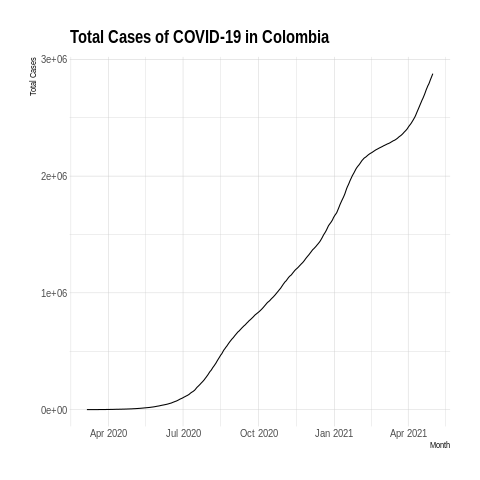 Total Cases of COVID-19 in Colombia
Total Cases
3e+06
2e+06
1e+06
0e+00
Apr 2020 Jul 2020 Oct 2020 Jan 2021 Apr 2021
Month